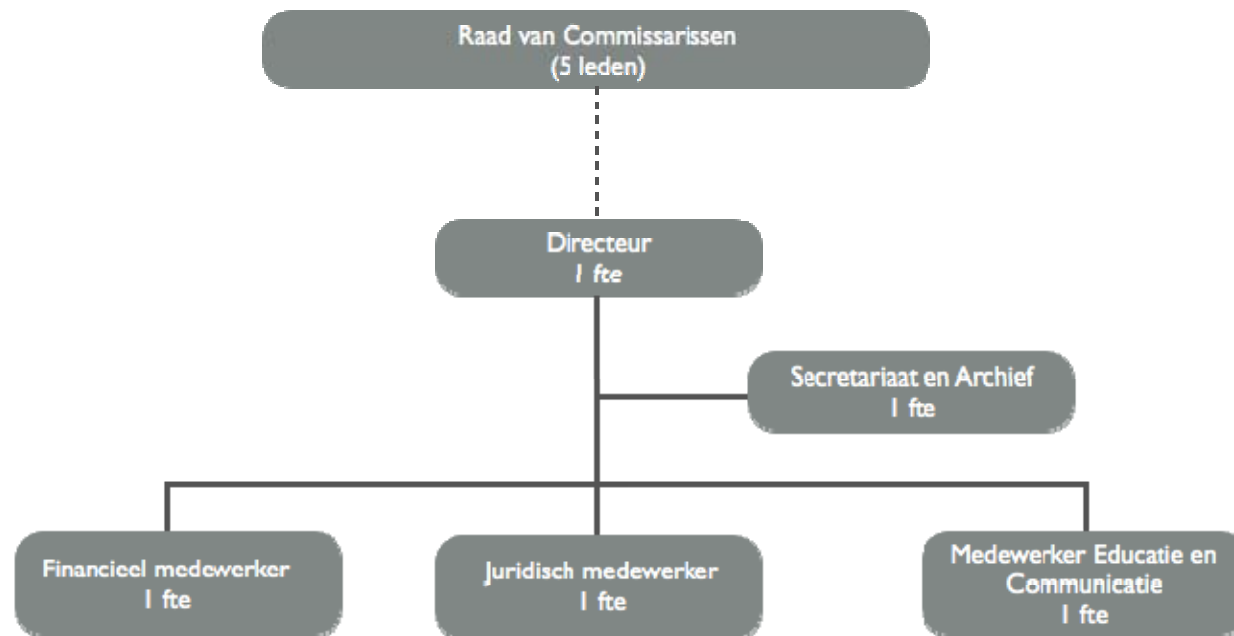 Raad van Commissarissen
(5 leden)
Directeur
1 fte
Secretariaat en Archief
1 fte
Financieel medewerker
1 fte
Juridisch medewerker
1 fte
Medewerker Educatie en
Communicatie
1 fte